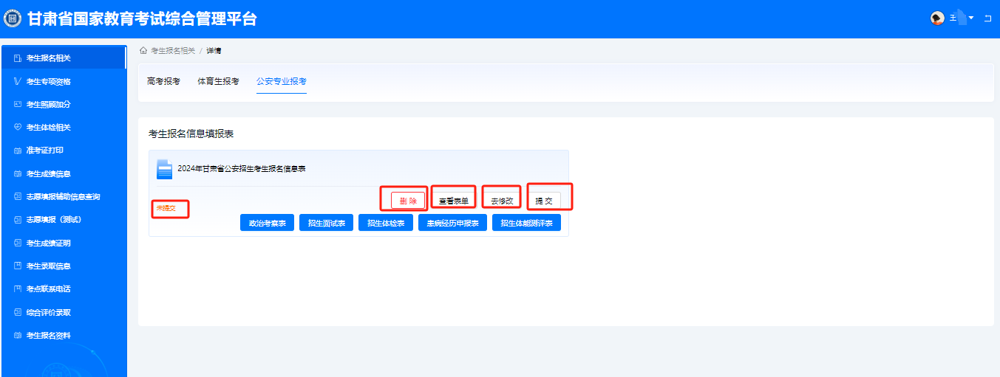 甘肃省国家教育考试综合管理平台
王
考生报名相关
考生专项资格
考生照顾加分
考生体检相关
准考证打印
考生成绩信息
志愿填报辅助信息查询
志愿填报（测试）
考生成绩证明
考生录取信息
考点联系电话
综合评价录取
考生报名资料
考生报名相关 / 详情
高考报考 体育生报考 公安专业报考
考生报名信息填报表
2024年甘肃省公安招生考生报名信息表
未提交
删 除 查看表单 去修改 提 交
政治考察表 招生面试表 招生体检表 患病经历申报表 招生体能测评表